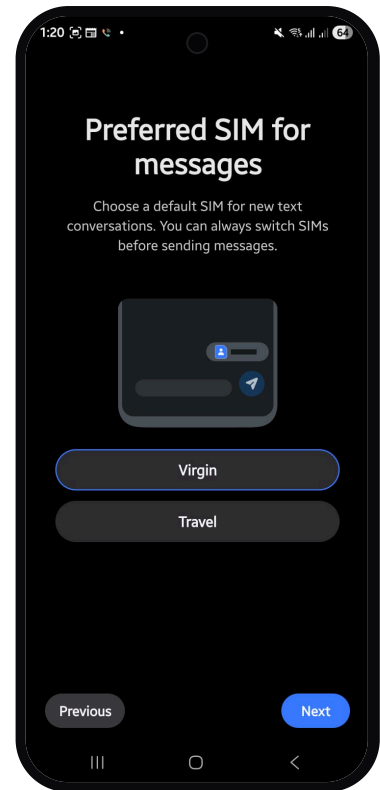 1:20
64
Preferred SIM for
messages
Choose a default SIM for new text
conversations. You can always switch SIMs
before sending messages.
Virgin
Travel
Previous
Next